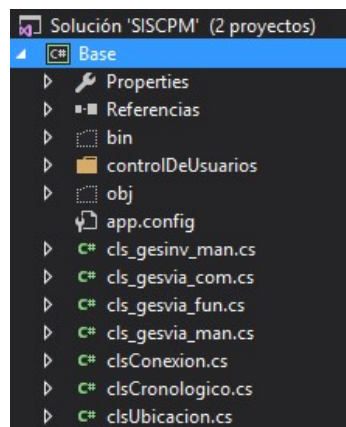 Solución 'SISCPM' (2 proyectos)
C# Base
Properties
Referencias
bin
controlDeUsuarios
obj
app.config
C# cls_gesinv_man.cs
C# cls_gesvia_com.cs
C# cls_gesvia_fun.cs
C# cls_gesvia_man.cs
C# clsConexion.cs
C# clsCronologico.cs
C# clsUbicacion.cs